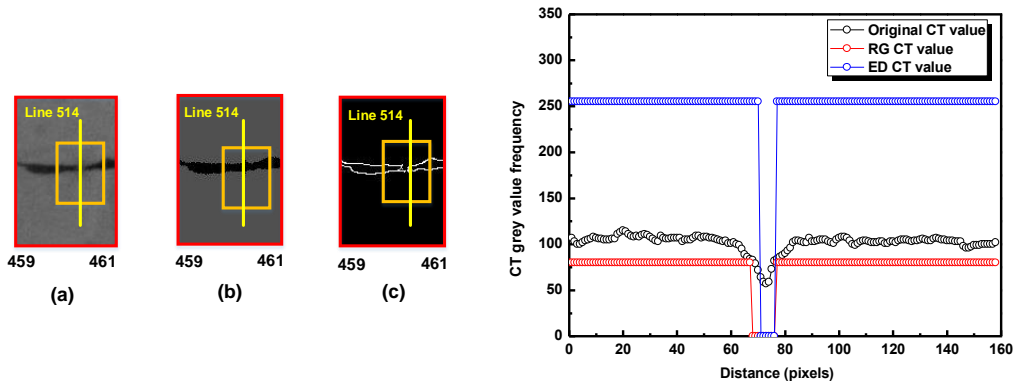 Line 514
459 461
(a)
Line 514
(b)
Line 514
459 461
(c)
CT grey value frequency
350
300
250
200
150
100
50
0
Original CT value
RG CT value
ED CT value
0 20 40 60 80 100 120 140 160
Distance (pixels)